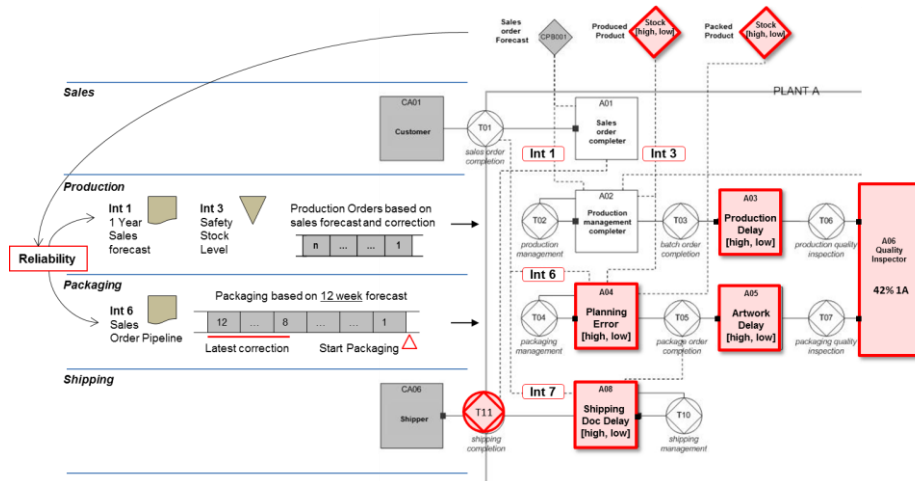 Sales
order
Forecast
CPB001
Produced
Product
Stock
[high, low]
Packed
Product
Stock
[high, low]
PLANT A
Sales
CA01
Customer
T01
sales order
completion
A01
Sales
order
completer
Int 1
Int 3
Production
Int 1
1 Year
Sales
forecast
Int 3
Safety
Stock
Level
Production Orders based on
sales forecast and correction
n
...
...
1
T02
production
management
A02
Production
management
completer
T03
batch order
completion
A03
Production
Delay
[high, low]
T06
production quality
inspection
A06
Quality
Inspector
42% 1A
Reliability
Packaging
Int 6
Sales
Order Pipeline
Packaging based on 12 week forecast
12
...
8
...
...
1
Latest correction
Start Packaging
Int 6
T04
packaging
management
A04
Planning
Error
[high, low]
T05
package order
completion
A05
Artwork
Delay
[high, low]
T07
packaging quality
inspection
Shipping
CA06
Shipper
T11
shipping
completion
Int 7
A08
Shipping
Doc Delay
[high, low]
T10
shipping
management